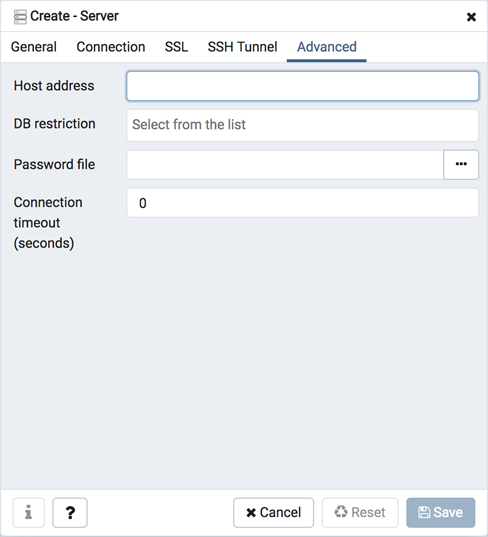 Create - Server
General Connection SSL SSH Tunnel Advanced
Host address
DB restriction Select from the list
Password file ...
Connection 0
timeout
(seconds)
i ? Cancel Reset Save